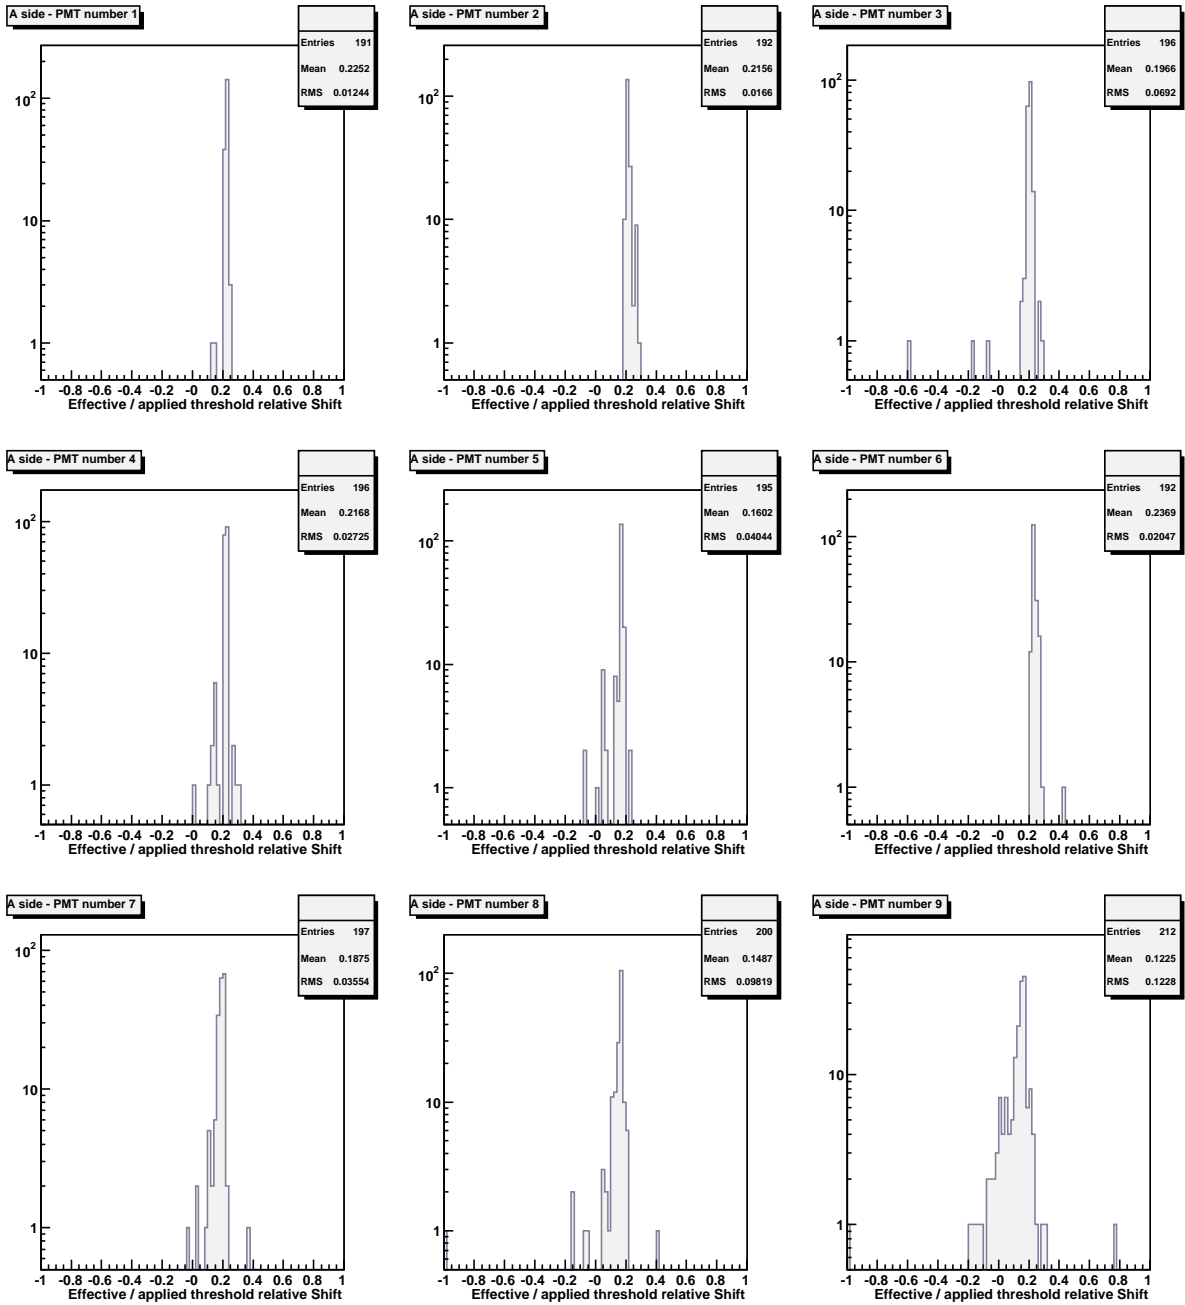 A side - PMT number 1
Entries 191
Mean 0.2252
RMS 0.01244
10^2
10
1
-1 -0.8 -0.6 -0.4 -0.2 -0 0.2 0.4 0.6 0.8 1
Effective / applied threshold relative Shift
A side - PMT number 2
Entries 192
Mean 0.2156
RMS 0.0166
10^2
10
1
-1 -0.8 -0.6 -0.4 -0.2 -0 0.2 0.4 0.6 0.8 1
Effective / applied threshold relative Shift
A side - PMT number 3
Entries 196
Mean 0.1966
RMS 0.0692
10^2
10
1
-1 -0.8 -0.6 -0.4 -0.2 -0 0.2 0.4 0.6 0.8 1
Effective / applied threshold relative Shift
A side - PMT number 4
Entries 196
Mean 0.2168
RMS 0.02725
10^2
10
1
-1 -0.8 -0.6 -0.4 -0.2 -0 0.2 0.4 0.6 0.8 1
Effective / applied threshold relative Shift
A side - PMT number 5
Entries 195
Mean 0.1602
RMS 0.04044
10^2
10
1
-1 -0.8 -0.6 -0.4 -0.2 -0 0.2 0.4 0.6 0.8 1
Effective / applied threshold relative Shift
A side - PMT number 6
Entries 192
Mean 0.2369
RMS 0.02047
10^2
10
1
-1 -0.8 -0.6 -0.4 -0.2 -0 0.2 0.4 0.6 0.8 1
Effective / applied threshold relative Shift
A side - PMT number 7
Entries 197
Mean 0.1875
RMS 0.03554
10^2
10
1
-1 -0.8 -0.6 -0.4 -0.2 -0 0.2 0.4 0.6 0.8 1
Effective / applied threshold relative Shift
A side - PMT number 8
Entries 200
Mean 0.1487
RMS 0.09819
10^2
10
1
-1 -0.8 -0.6 -0.4 -0.2 -0 0.2 0.4 0.6 0.8 1
Effective / applied threshold relative Shift
A side - PMT number 9
Entries 212
Mean 0.1225
RMS 0.1228
10
1
-1 -0.8 -0.6 -0.4 -0.2 -0 0.2 0.4 0.6 0.8 1
Effective / applied threshold relative Shift